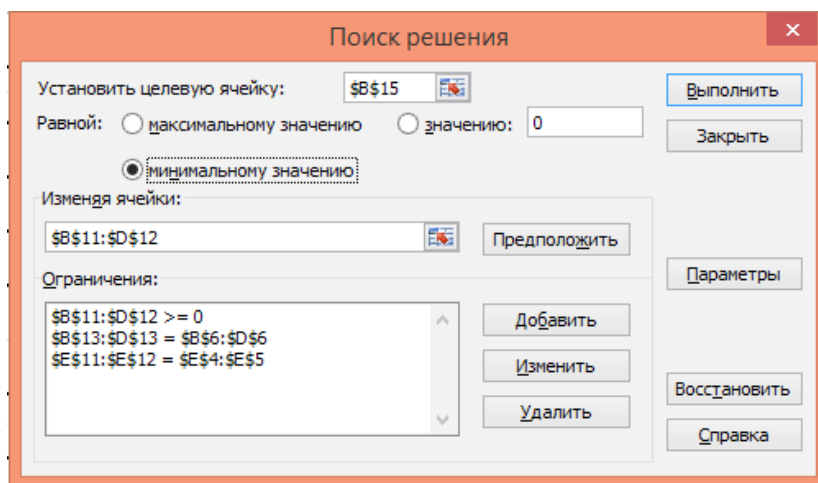 Поиск решения
Установить целевую ячейку: $B$15
Равной: максимальному значению значению: 0
минимальному значению
Изменяя ячейки:
$B$11:$D$12
Предположить
Ограничения:
$B$11:$D$12 >= 0
$B$13:$D$13 = $B$6:$D$6
$E$11:$E$12 = $E$4:$E$5
Добавить
Изменить
Удалить
Выполнить
Закрыть
Параметры
Восстановить
Справка